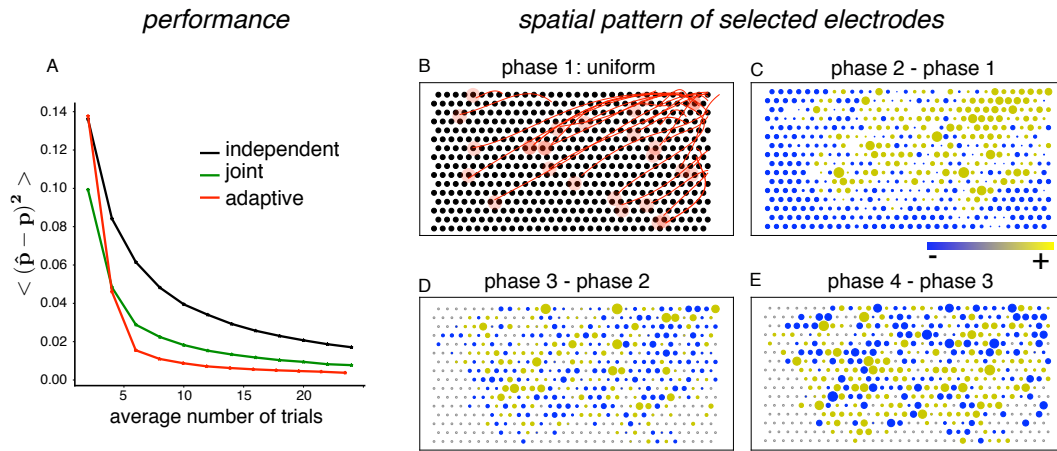 performance
spatial pattern of selected electrodes
A
< (p̂ − p)² >
0.14
0.12
0.10
0.08
0.06
0.04
0.02
0.00
independent
joint
adaptive
5
10
15
20
average number of trials
B
phase 1: uniform
C
phase 2 - phase 1
-
+
D
phase 3 - phase 2
E
phase 4 - phase 3